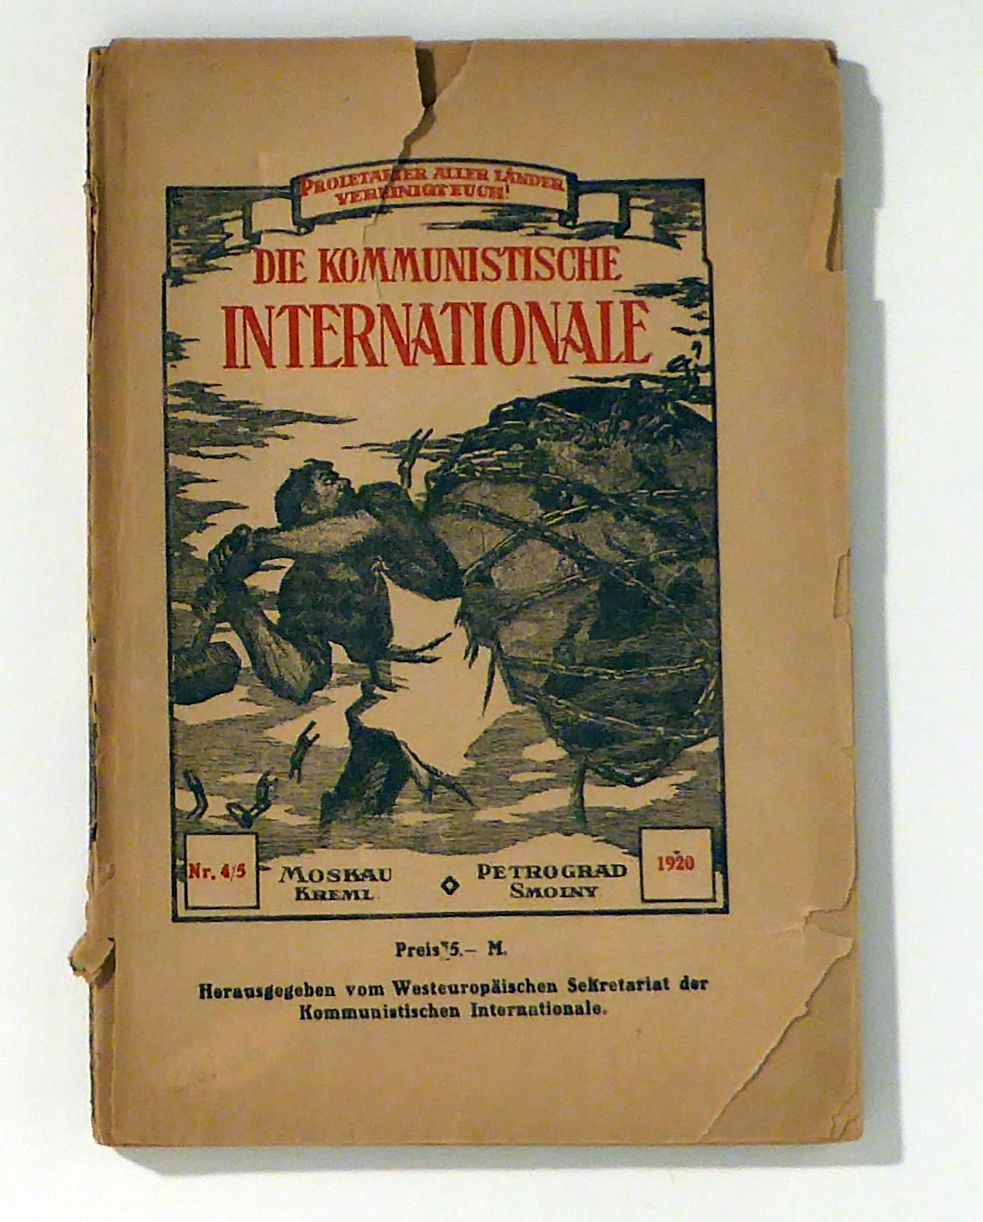 PROLETARIER ALLER LÄNDER
VEREINIGT EUCH!
DIE KOMMUNISTISCHE
INTERNATIONALE
Nr. 4/5
MOSKAU
KREML
PETROGRAD
SMOLNY
1920
Preis 5.– M.
Herausgegeben vom Westeuropäischen Sekretariat der
Kommunistischen Internationale.